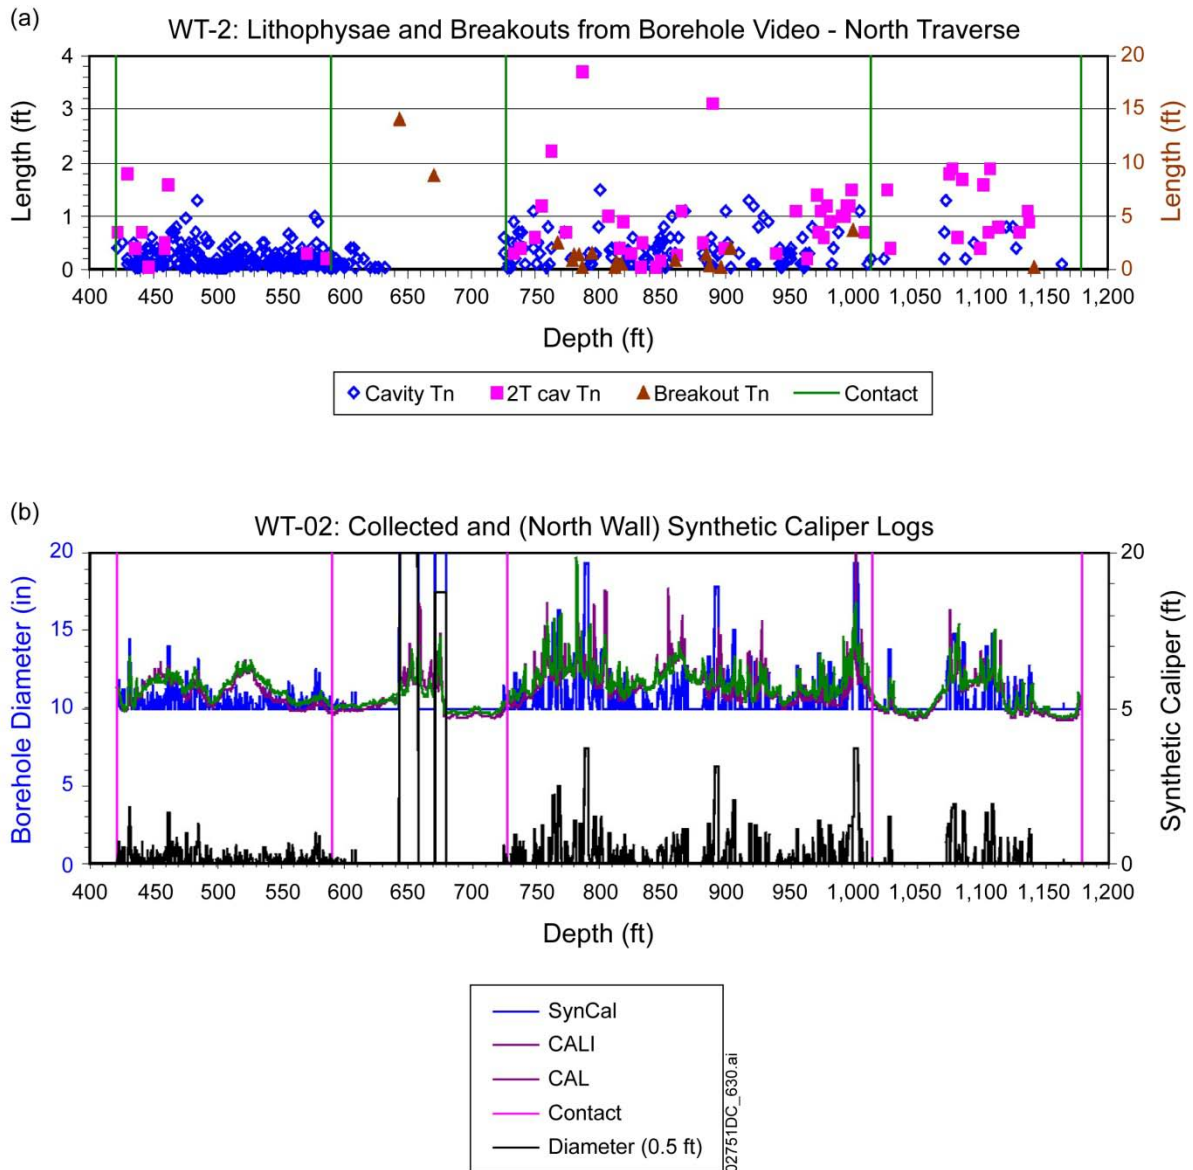 (a)
WT-2: Lithophysae and Breakouts from Borehole Video - North Traverse
4
3
2
1
0
Length (ft)
20
15
10
5
0
Length (ft)
400 450 500 550 600 650 700 750 800 850 900 950 1,000 1,050 1,100 1,150 1,200
Depth (ft)
Cavity Tn 2T cav Tn Breakout Tn Contact
(b)
WT-02: Collected and (North Wall) Synthetic Caliper Logs
20
15
10
5
0
Borehole Diameter (in)
20
5
0
Synthetic Caliper (ft)
400 450 500 550 600 650 700 750 800 850 900 950 1,000 1,050 1,100 1,150 1,200
Depth (ft)
SynCal
CALI
CAL
Contact
Diameter (0.5 ft)
02751DC_630.ai